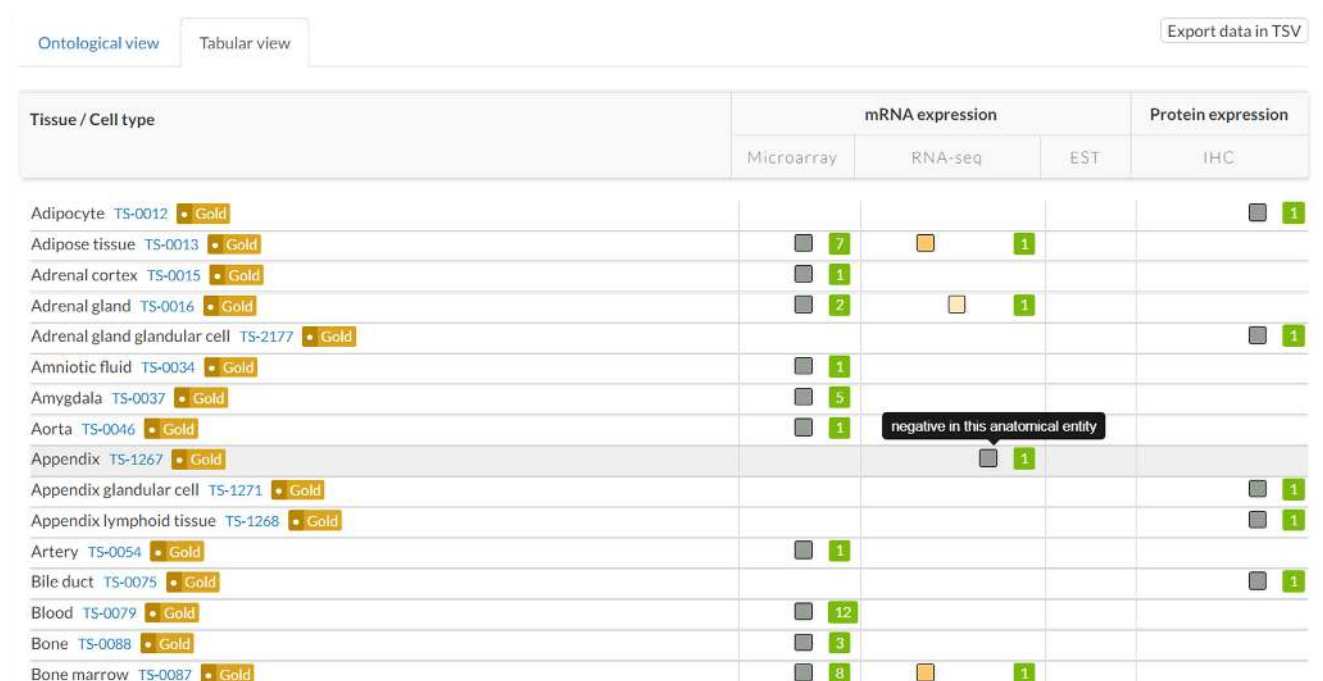 Export data in TSV
Ontological view Tabular view
Tissue / Cell type mRNA expression Protein expression
Microarray RNA-seq EST IHC
Adipocyte TS-0012 Gold 1
Adipose tissue TS-0013 Gold 7 1
Adrenal cortex TS-0015 Gold 1
Adrenal gland TS-0016 Gold 2 1
Adrenal gland glandular cell TS-2177 Gold 1
Amniotic fluid TS-0034 Gold 1
Amygdala TS-0037 Gold 5
Aorta TS-0046 Gold 1 negative in this anatomical entity
Appendix TS-1267 Gold 1
Appendix glandular cell TS-1271 Gold 1
Appendix lymphoid tissue TS-1268 Gold 1
Artery TS-0054 Gold 1
Bile duct TS-0075 Gold 1
Blood TS-0079 Gold 12
Bone TS-0088 Gold 3
Bone marrow TS-0087 Gold 8 1